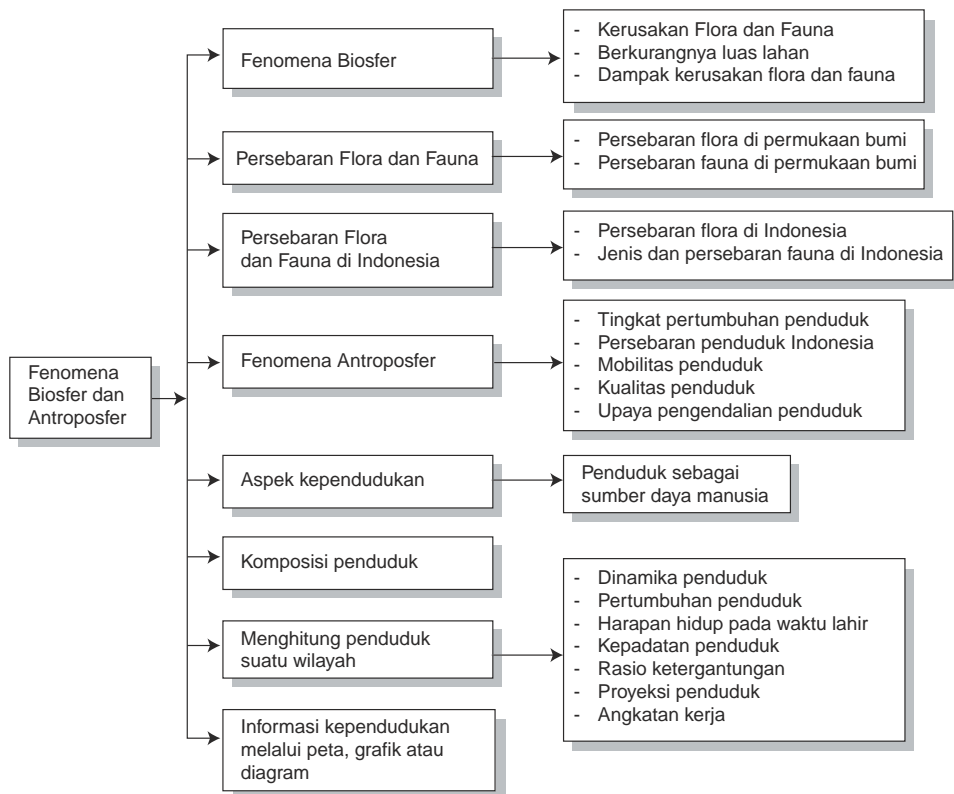 Fenomena
Biosfer dan
Antroposfer
Fenomena Biosfer
- Kerusakan Flora dan Fauna
- Berkurangnya luas lahan
- Dampak kerusakan flora dan fauna
Persebaran Flora dan Fauna
- Persebaran flora di permukaan bumi
- Persebaran fauna di permukaan bumi
Persebaran Flora
dan Fauna di Indonesia
- Persebaran flora di Indonesia
- Jenis dan persebaran fauna di Indonesia
Fenomena Antroposfer
- Tingkat pertumbuhan penduduk
- Persebaran penduduk Indonesia
- Mobilitas penduduk
- Kualitas penduduk
- Upaya pengendalian penduduk
Aspek kependudukan
Penduduk sebagai
sumber daya manusia
Komposisi penduduk
Menghitung penduduk
suatu wilayah
- Dinamika penduduk
- Pertumbuhan penduduk
- Harapan hidup pada waktu lahir
- Kepadatan penduduk
- Rasio ketergantungan
- Proyeksi penduduk
- Angkatan kerja
Informasi kependudukan
melalui peta, grafik atau
diagram